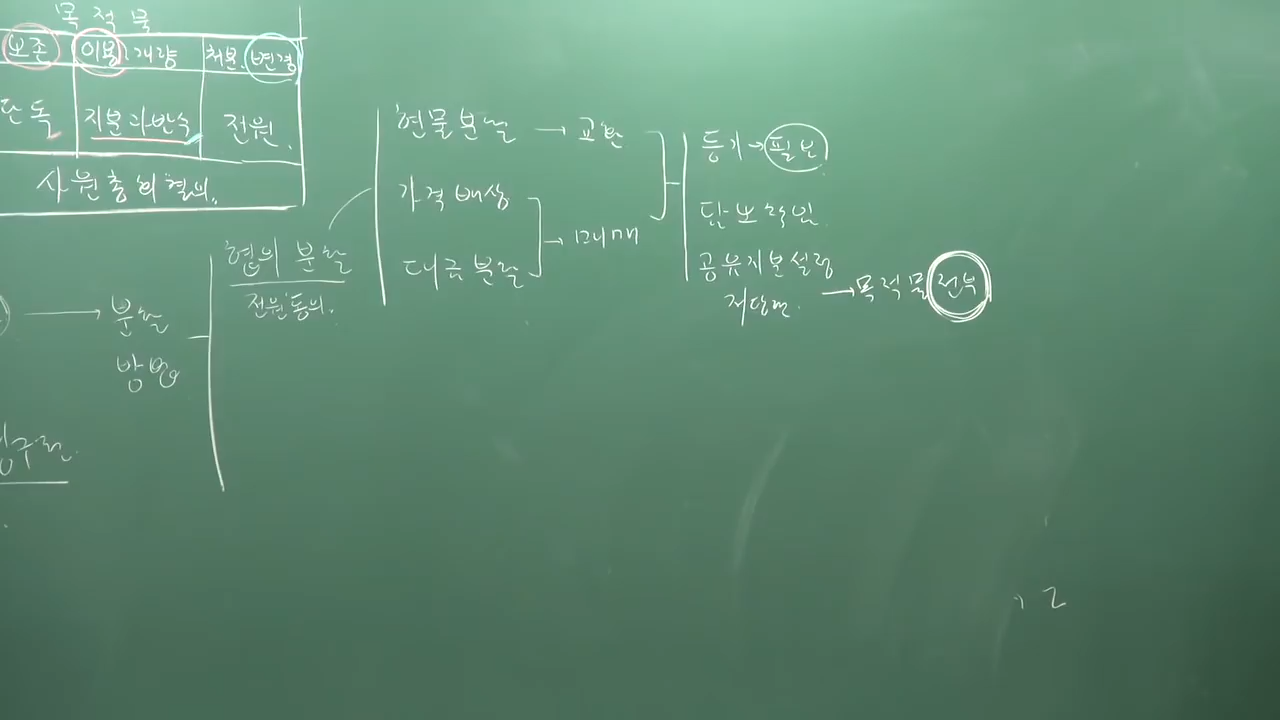 목적물
보존 이용, 개량 처분, 변경
단독 지분 과반수 전원.
사원총회 결의.
현물분할 → 교환
가격배상
대금분할 → 매매
등기 → 필요
담보책임
공유지분설정
저당권. → 목적물 전부
협의 분할
전원 동의.
→ 분할
방법
구권.